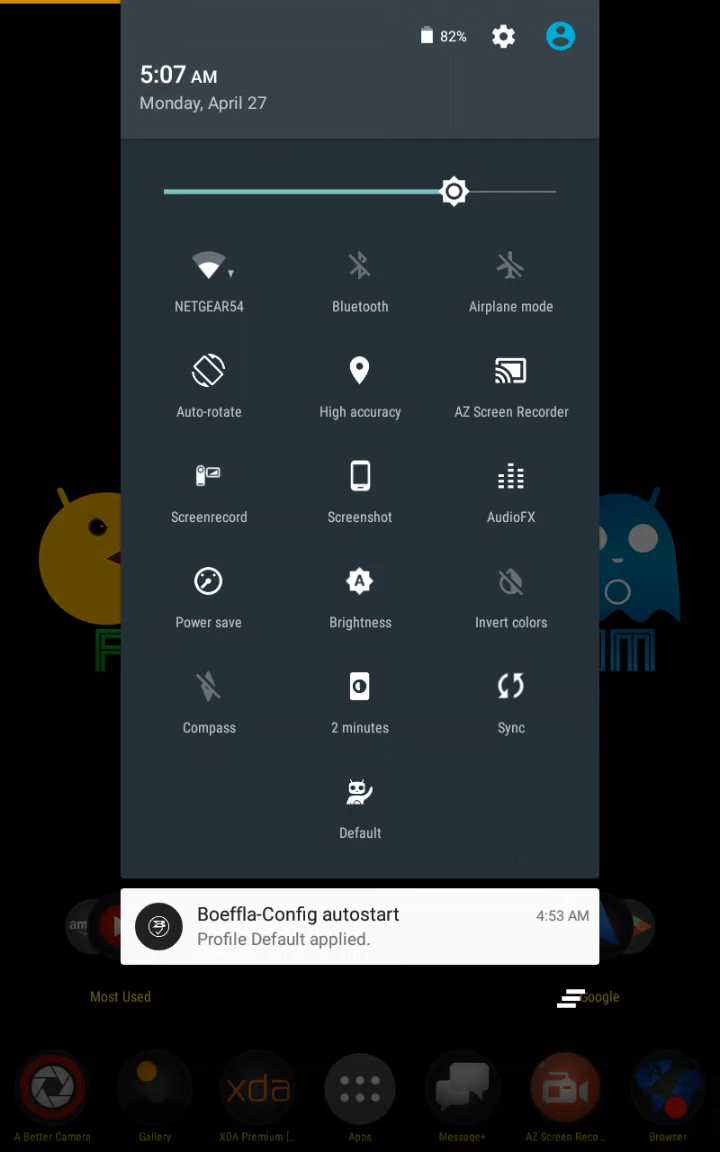 82%
5:07 AM
Monday, April 27
NETGEAR54
Bluetooth
Airplane mode
Auto-rotate
High accuracy
AZ Screen Recorder
Screenrecord
Screenshot
AudioFX
Power save
A
Brightness
Invert colors
Compass
2 minutes
Sync
Default
Boeffla-Config autostart
4:53 AM
Profile Default applied.
am
Most Used
Google
xda
A Better Camera
Gallery
XDA Premium [...
Apps
Message+
AZ Screen Reco...
Browser